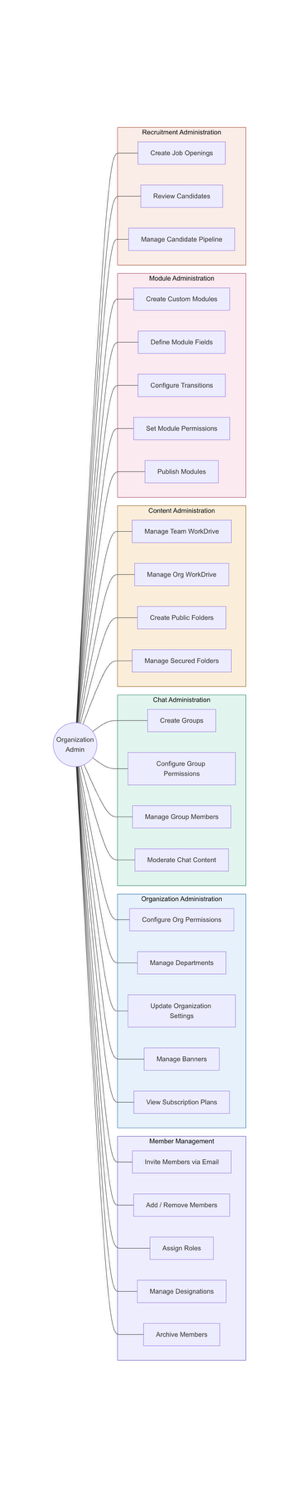 Recruitment Administration
Create Job Openings
Review Candidates
Manage Candidate Pipeline
Module Administration
Create Custom Modules
Define Module Fields
Configure Transitions
Set Module Permissions
Publish Modules
Content Administration
Manage Team WorkDrive
Manage Org WorkDrive
Create Public Folders
Manage Secured Folders
Chat Administration
Create Groups
Organization
Admin
Configure Group
Permissions
Manage Group Members
Moderate Chat Content
Organization Administration
Configure Org Permissions
Manage Departments
Update Organization
Settings
Manage Banners
View Subscription Plans
Member Management
Invite Members via Email
Add / Remove Members
Assign Roles
Manage Designations
Archive Members